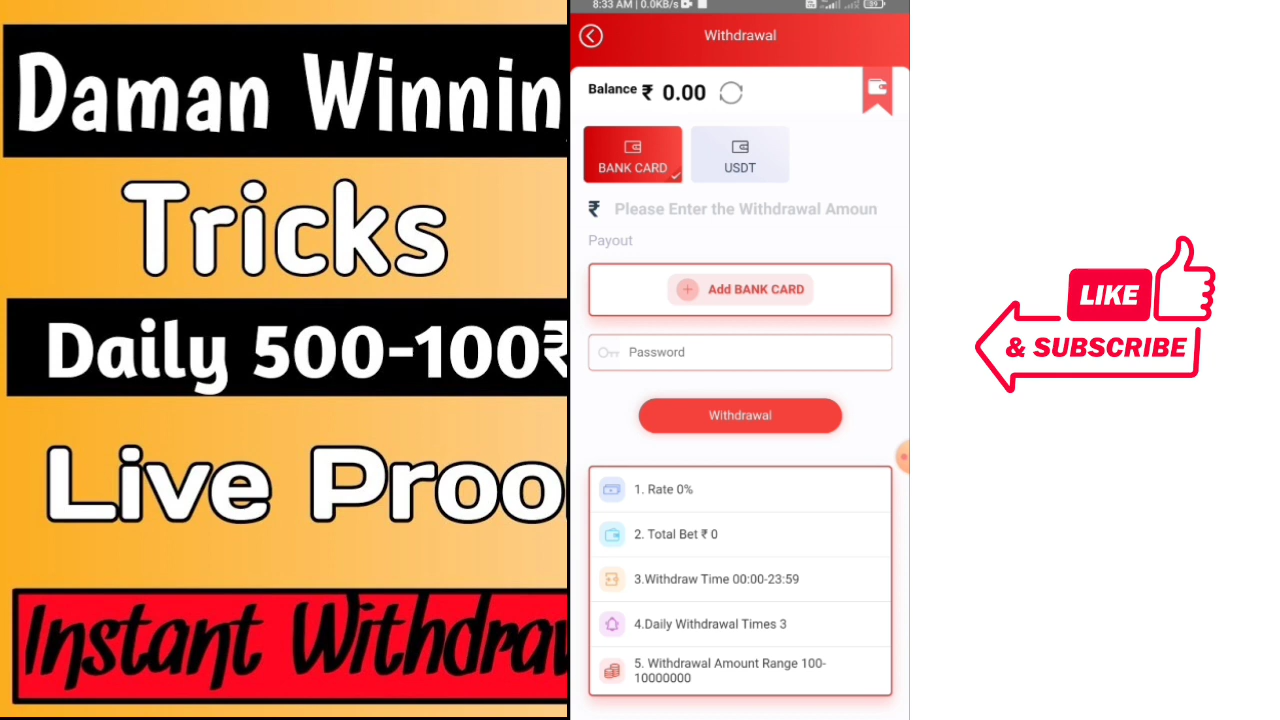 Daman Winnin
Tricks
Daily 500-100₹
Live Proo
Instant Withdraw
8:33 AM | 0.0KB/s
89
Withdrawal
Balance ₹ 0.00
BANK CARD
USDT
₹ Please Enter the Withdrawal Amoun
Payout
+ Add BANK CARD
Password
Withdrawal
1. Rate 0%
2. Total Bet ₹ 0
3.Withdraw Time 00:00-23:59
4.Daily Withdrawal Times 3
5. Withdrawal Amount Range 100-
10000000
LIKE
& SUBSCRIBE